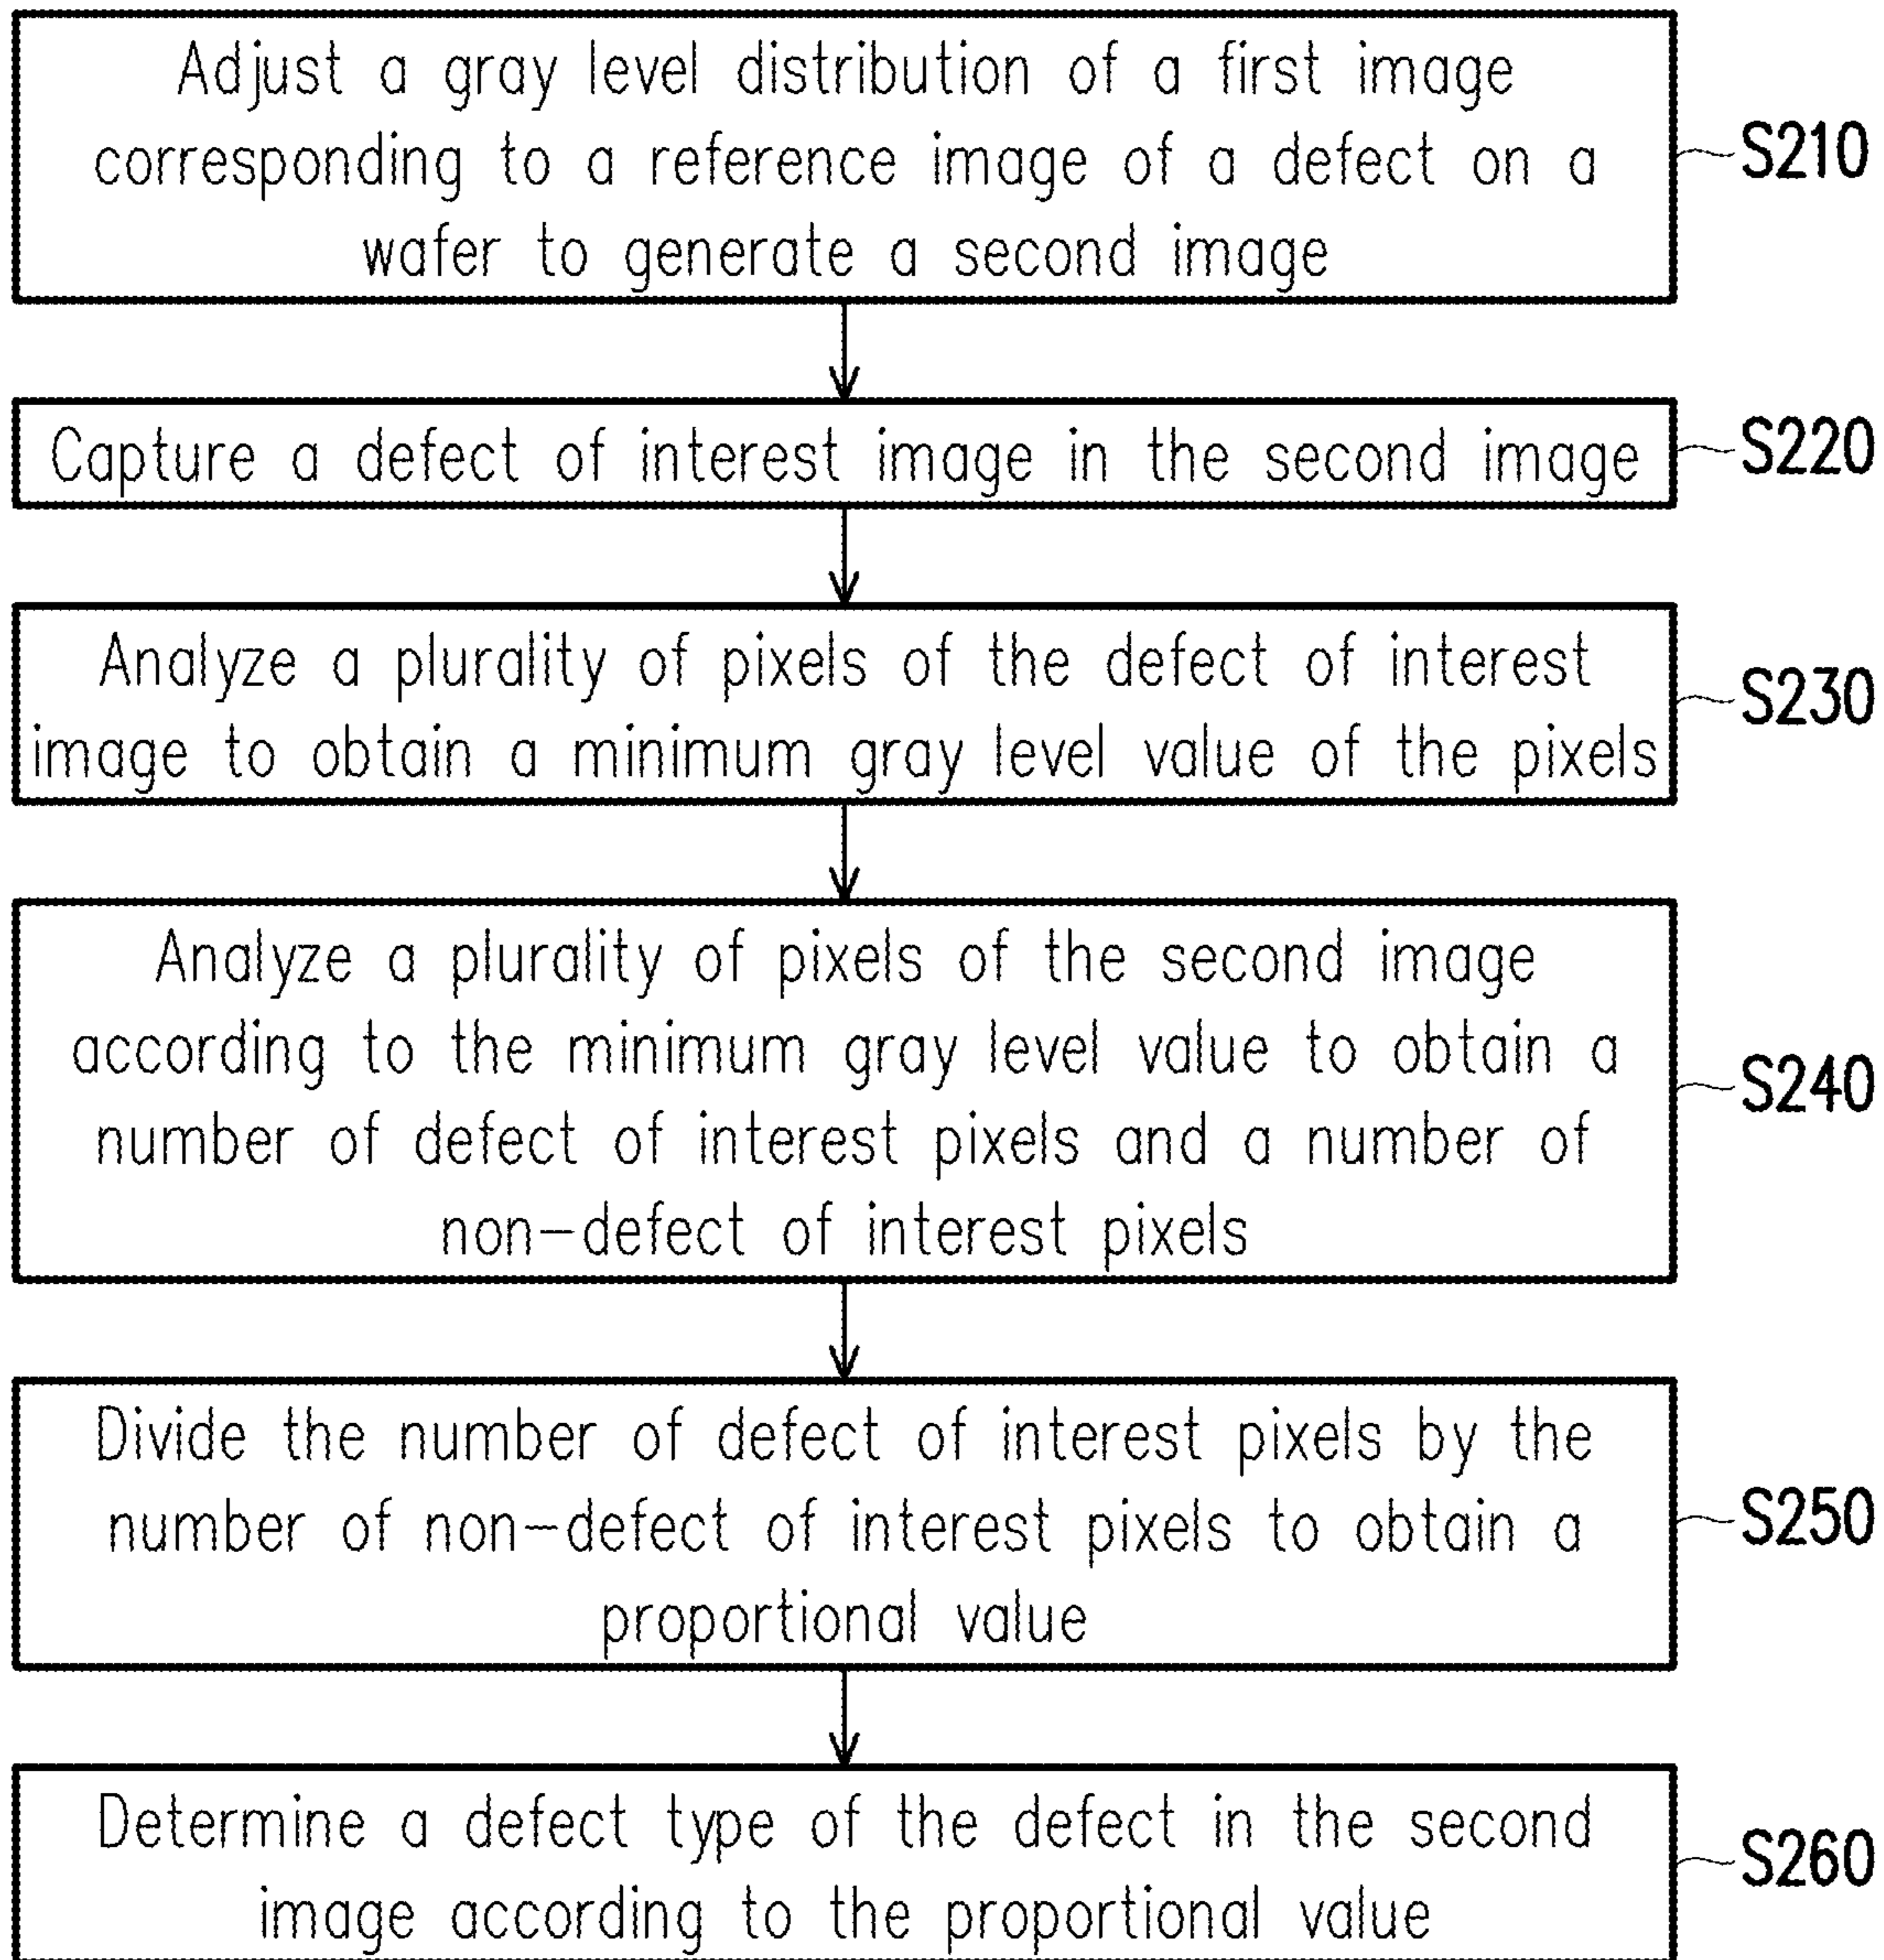 Adjust a gray level distribution of a first image
corresponding to a reference image of a defect on a
wafer to generate a second image
S210
Capture a defect of interest image in the second image
S220
Analyze a plurality of pixels of the defect of interest
image to obtain a minimum gray level value of the pixels
S230
Analyze a plurality of pixels of the second image
according to the minimum gray level value to obtain a
number of defect of interest pixels and a number of
non-defect of interest pixels
S240
Divide the number of defect of interest pixels by the
number of non-defect of interest pixels to obtain a
proportional value
S250
Determine a defect type of the defect in the second
image according to the proportional value
S260